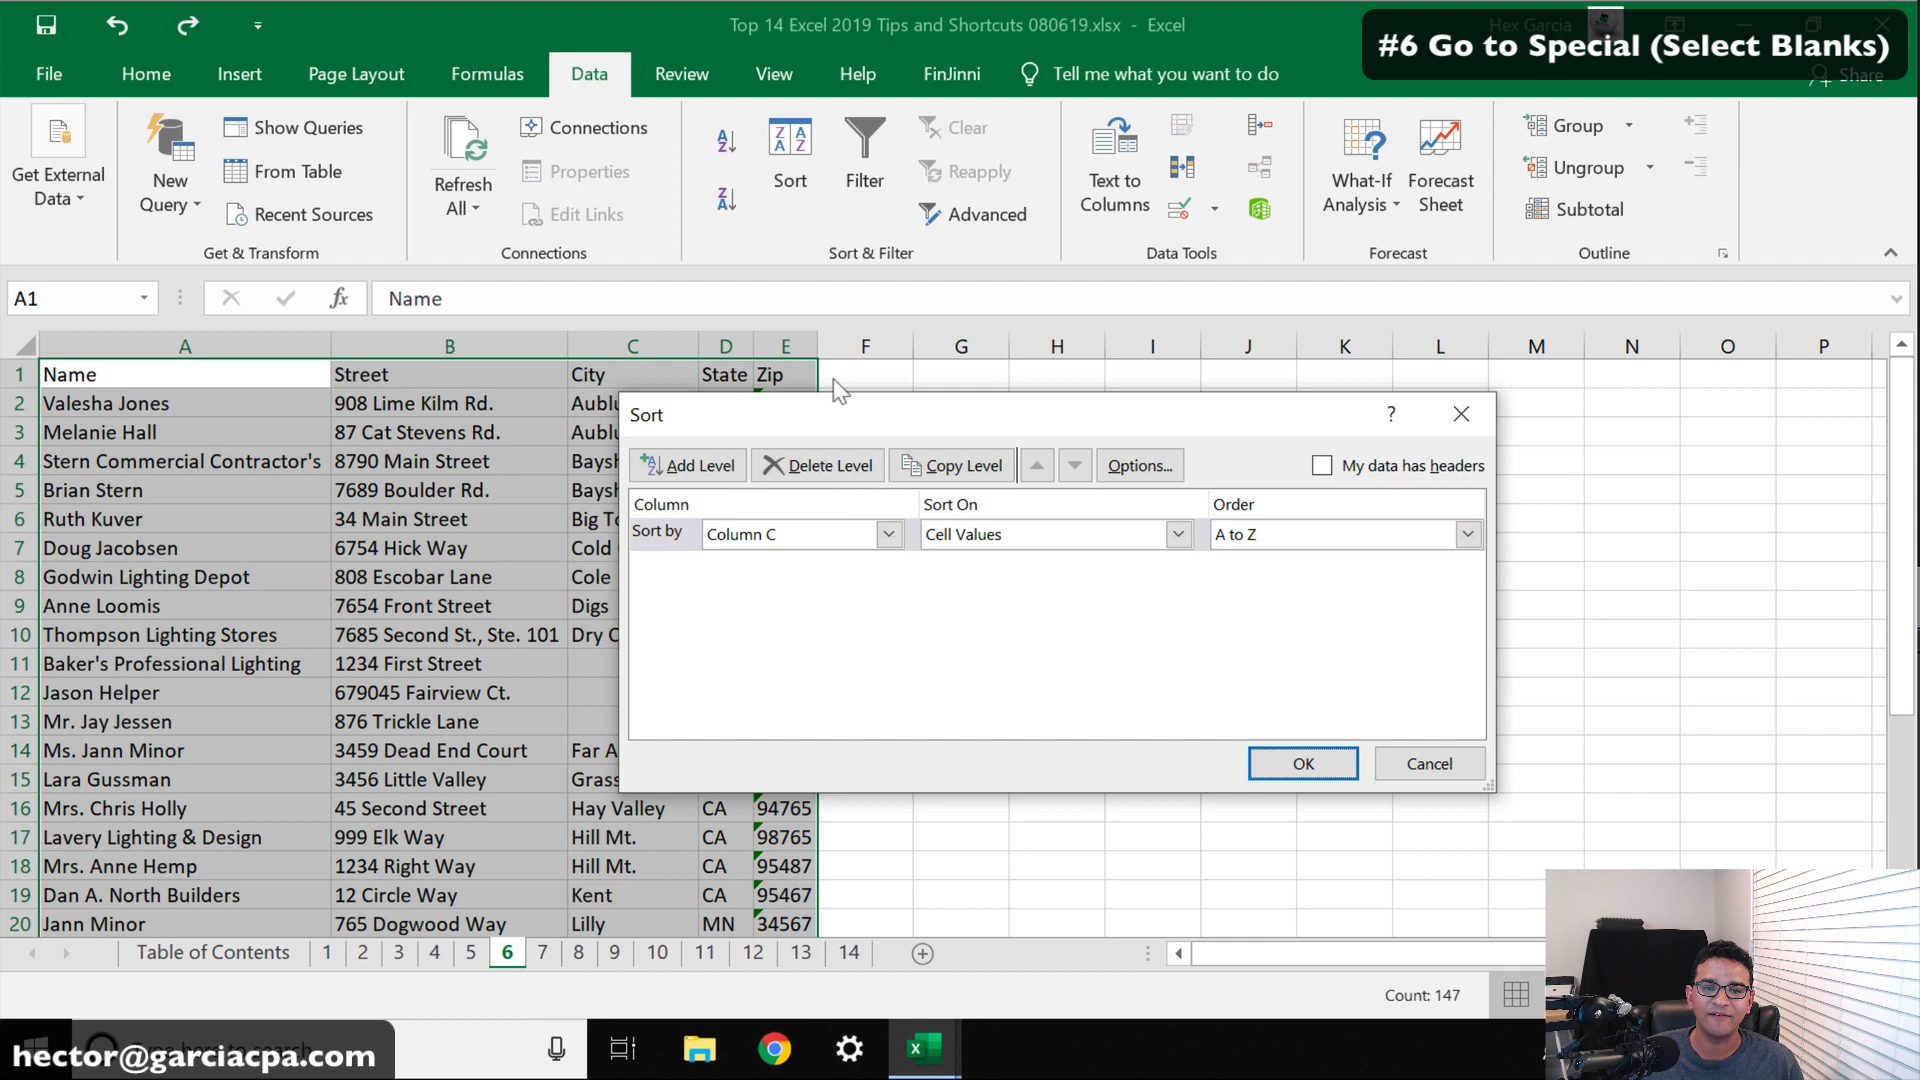 Top 14 Excel 2019 Tips and Shortcuts 080619.xlsx - Excel
Hex Garcia
#6 Go to Special (Select Blanks)
File Home Insert Page Layout Formulas Data Review View Help FinJinni Tell me what you want to do Share
Get External Data
New Query
Show Queries
From Table
Recent Sources
Get & Transform
Refresh All
Connections
Properties
Edit Links
Connections
Sort
Filter
Clear
Reapply
Advanced
Sort & Filter
Text to Columns
Data Tools
What-If Analysis
Forecast Sheet
Forecast
Group
Ungroup
Subtotal
Outline
A1 fx Name
A B C D E F G H I J K L M N O P
1 Name Street City State Zip
2 Valesha Jones 908 Lime Kilm Rd.
3 Melanie Hall 87 Cat Stevens Rd.
4 Stern Commercial Contractor's 8790 Main Street
5 Brian Stern 7689 Boulder Rd.
6 Ruth Kuver 34 Main Street
7 Doug Jacobsen 6754 Hick Way Cold
8 Godwin Lighting Depot 808 Escobar Lane Cole
9 Anne Loomis 7654 Front Street Digs
10 Thompson Lighting Stores 7685 Second St., Ste. 101 Dry
11 Baker's Professional Lighting 1234 First Street
12 Jason Helper 679045 Fairview Ct.
13 Mr. Jay Jessen 876 Trickle Lane
14 Ms. Jann Minor 3459 Dead End Court Far
15 Lara Gussman 3456 Little Valley Grass
16 Mrs. Chris Holly 45 Second Street Hay Valley CA 94765
17 Lavery Lighting & Design 999 Elk Way Hill Mt. CA 98765
18 Mrs. Anne Hemp 1234 Right Way Hill Mt. CA 95487
19 Dan A. North Builders 12 Circle Way Kent CA 95467
20 Jann Minor 765 Dogwood Way Lilly MN 34567
Sort ?
Add Level Delete Level Copy Level Options... My data has headers
Column Sort On Order
Sort by Column C Cell Values A to Z
OK Cancel
Table of Contents 1 2 3 4 5 6 7 8 9 10 11 12 13 14
Count: 147
hector@garciacpa.com